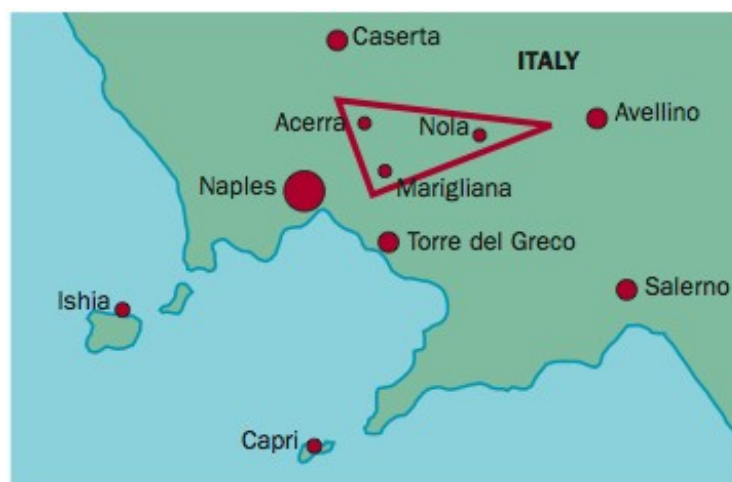 Caserta
ITALY
Avellino
Acerra
Nola
Marigliana
Naples
Torre del Greco
Salerno
Ishia
Capri